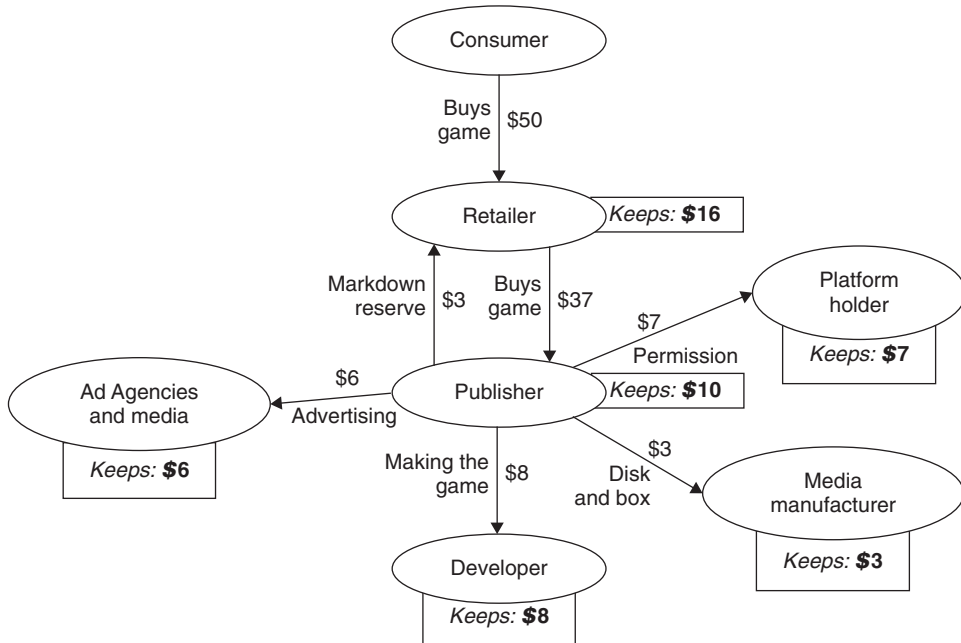 Consumer
Buys
game
$50
Retailer
Keeps: $16
Markdown
reserve
$3
Buys
game
$37
Platform
holder
Keeps: $7
$7
Permission
Ad Agencies
and media
Keeps: $6
$6
Advertising
Publisher
Keeps: $10
Making the
game
$8
$3
Disk
and box
Media
manufacturer
Keeps: $3
Developer
Keeps: $8